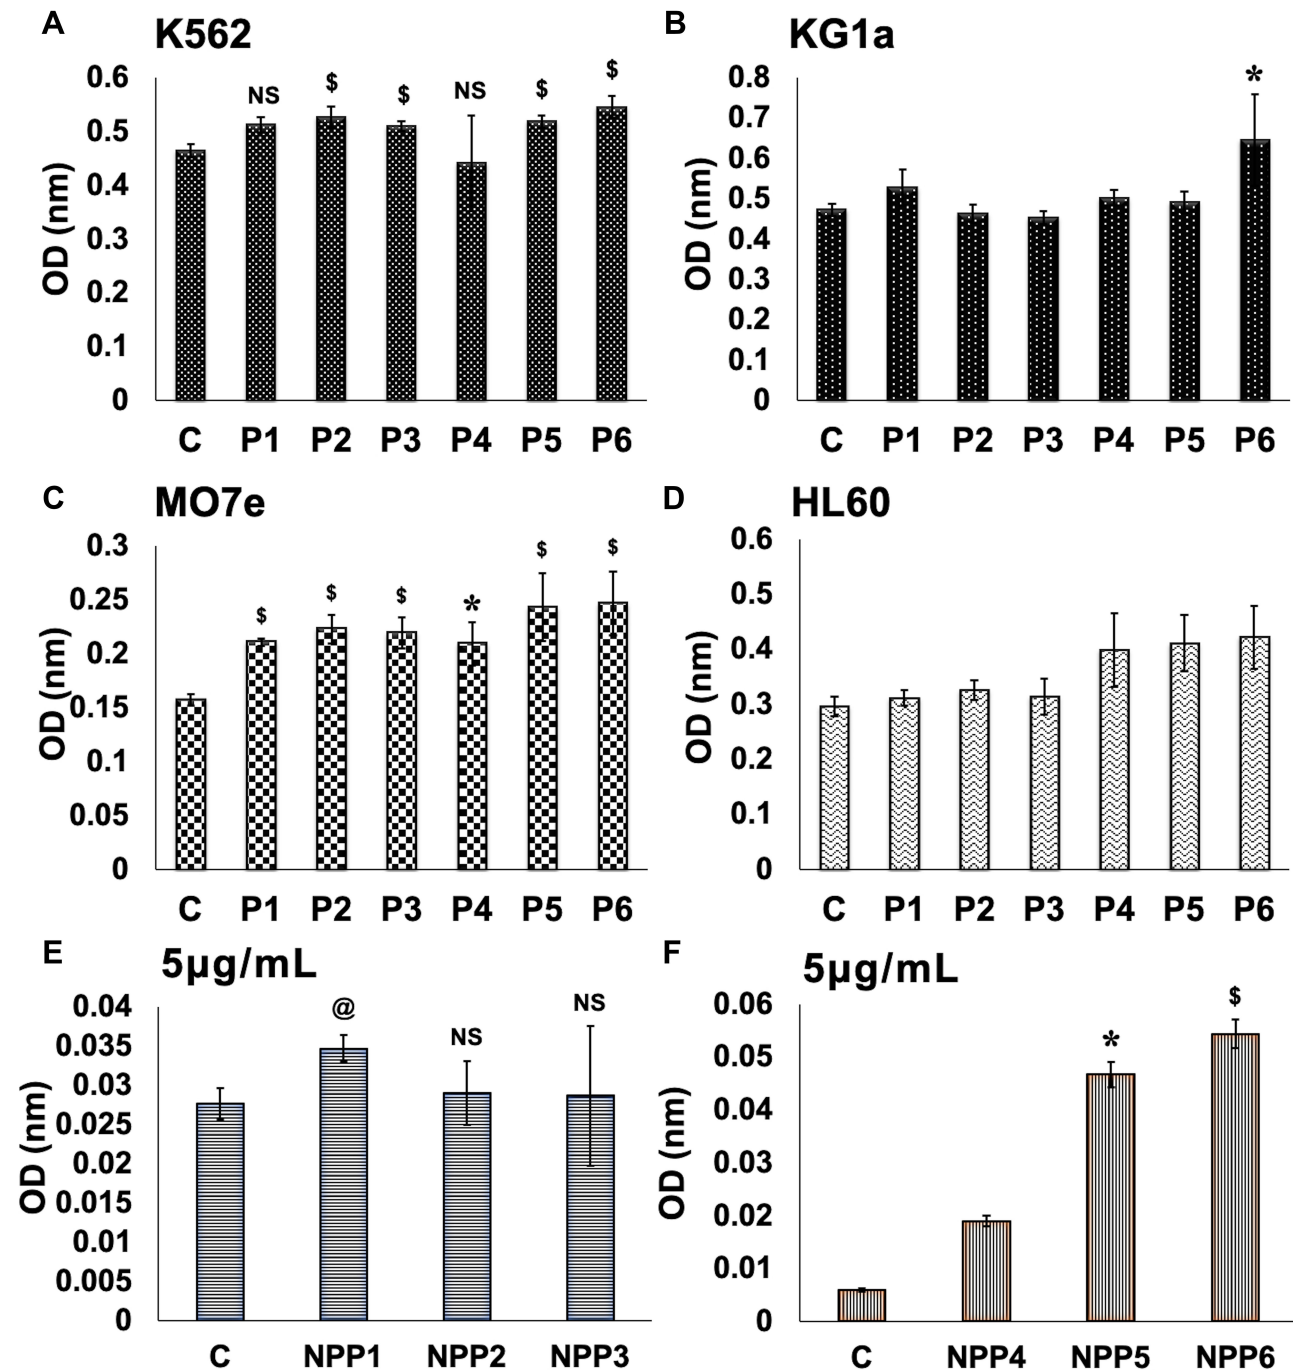 A K562
0.6
0.5
0.4
0.3
0.2
0.1
0
OD (nm)
NS $ $ NS $ $
C P1 P2 P3 P4 P5 P6
B KG1a
0.8
0.7
0.6
0.5
0.4
0.3
0.2
0.1
0
OD (nm)
*
C P1 P2 P3 P4 P5 P6
C MO7e
0.3
0.25
0.2
0.15
0.1
0.05
0
OD (nm)
$ $ $ * $ $
C P1 P2 P3 P4 P5 P6
D HL60
0.6
0.5
0.4
0.3
0.2
0.1
0
OD (nm)
C P1 P2 P3 P4 P5 P6
E 5µg/mL
0.04
0.035
0.03
0.025
0.02
0.015
0.01
0.005
0
OD (nm)
@ NS NS
C NPP1 NPP2 NPP3
F 5µg/mL
0.06
0.05
0.04
0.03
0.02
0.01
0
OD (nm)
* $
C NPP4 NPP5 NPP6